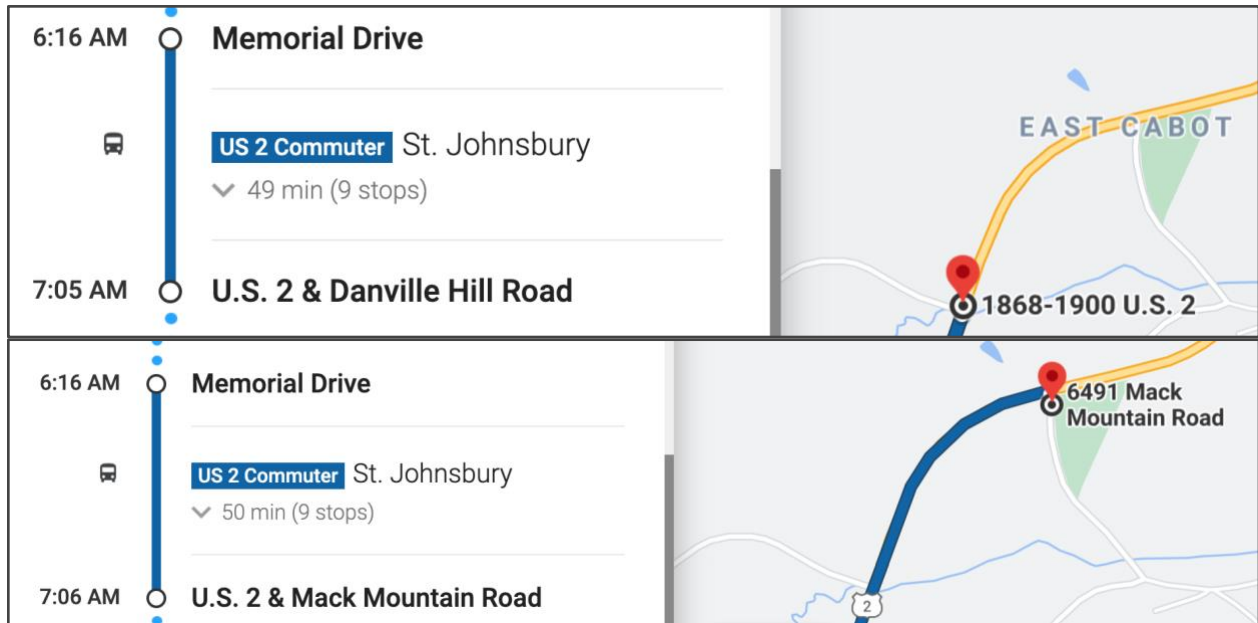 6:16 AM Memorial Drive
US 2 Commuter St. Johnsbury
49 min (9 stops)
7:05 AM U.S. 2 & Danville Hill Road
EAST CABOT
1868-1900 U.S. 2
6:16 AM Memorial Drive
US 2 Commuter St. Johnsbury
50 min (9 stops)
7:06 AM U.S. 2 & Mack Mountain Road
6491 Mack
Mountain Road
2